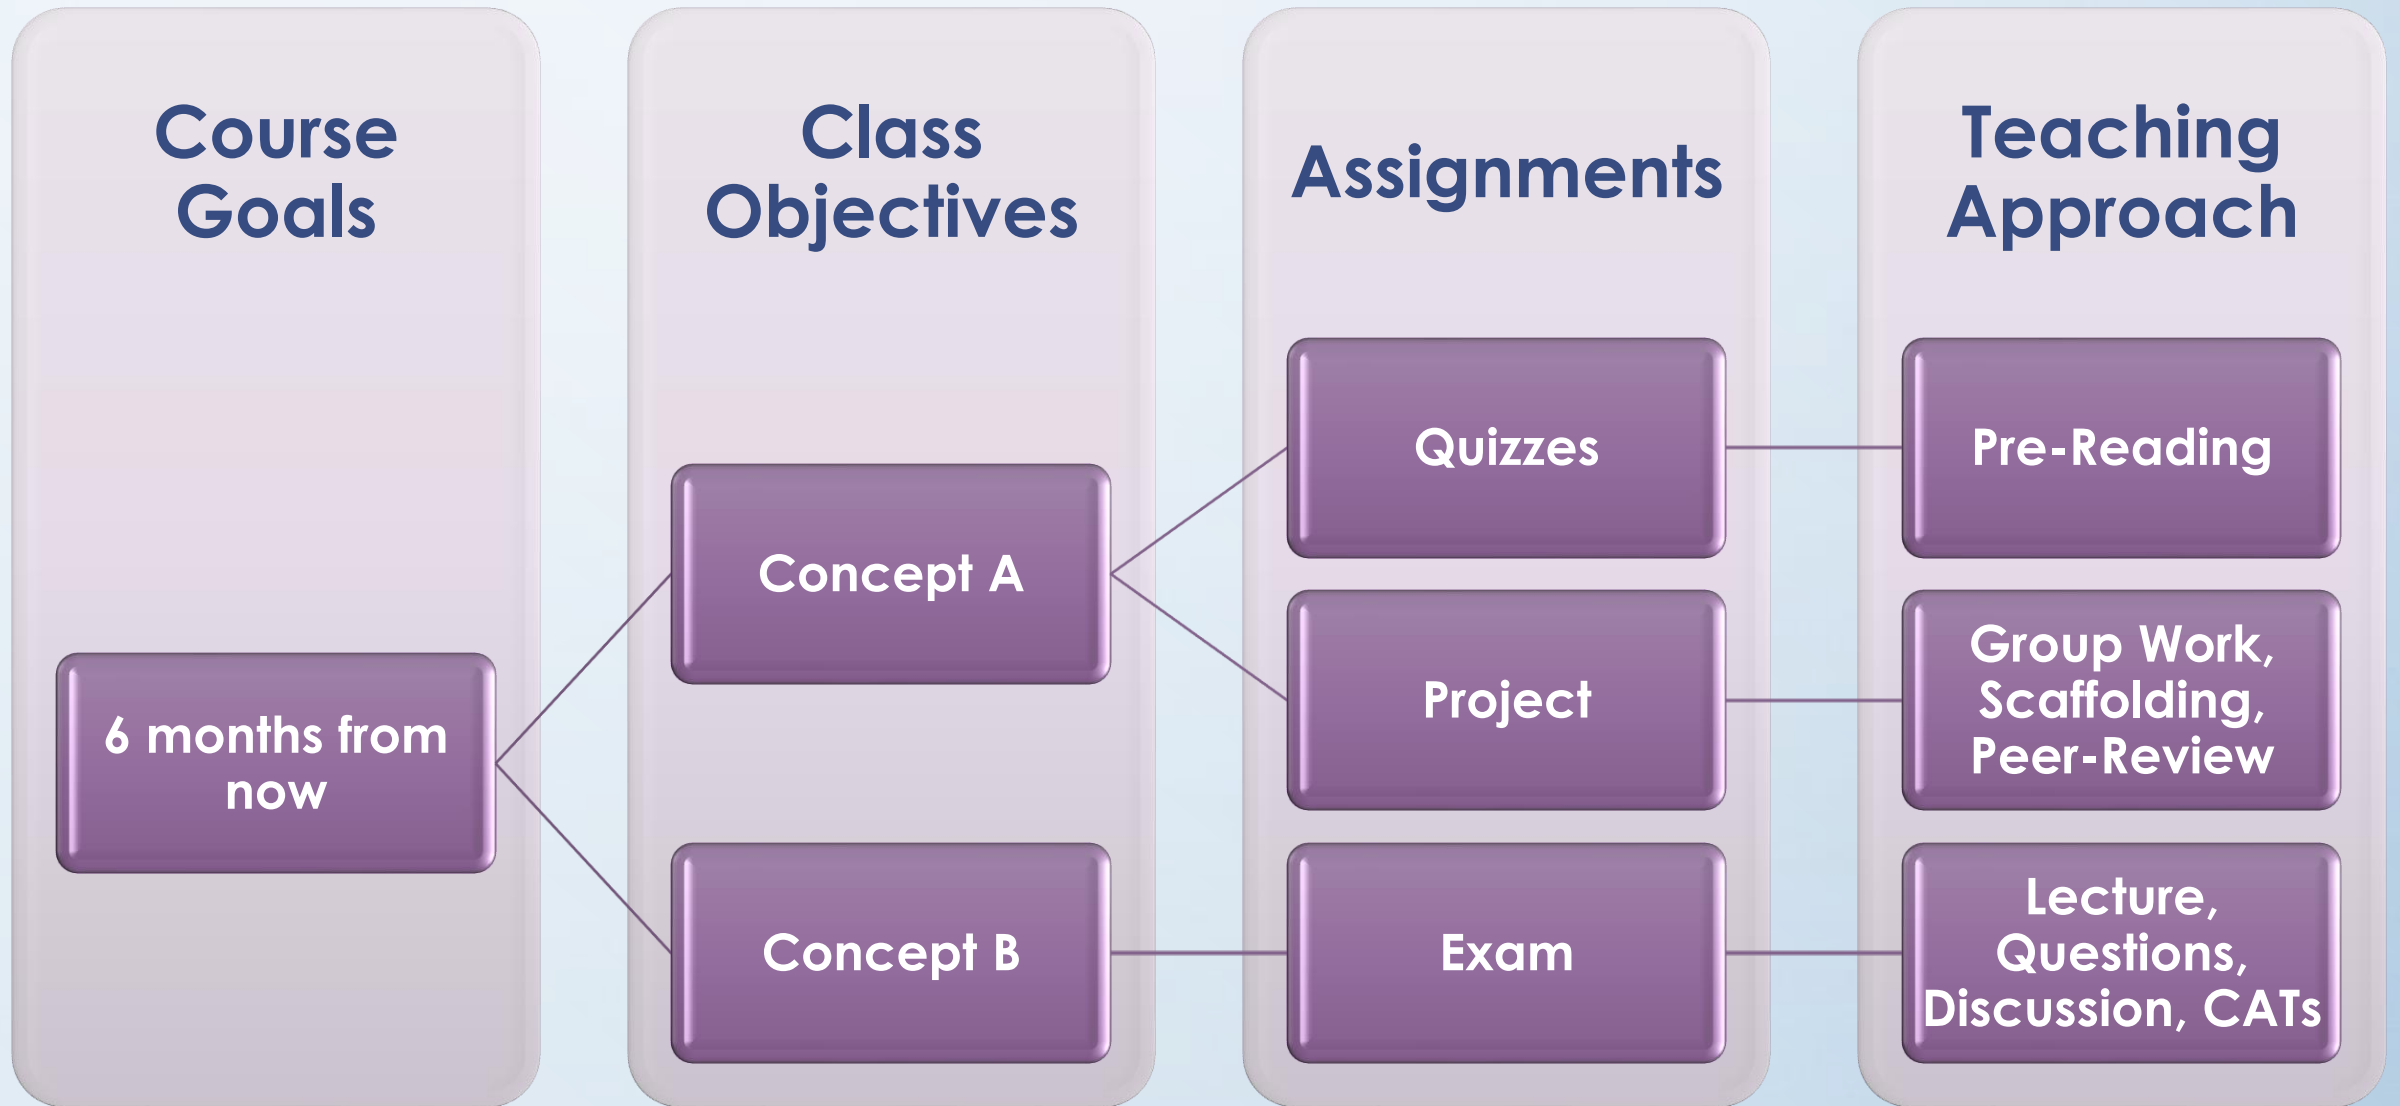 Course
Goals
Class
Objectives
Assignments
Teaching
Approach
6 months from
now
Concept A
Concept B
Quizzes
Project
Exam
Pre-Reading
Group Work,
Scaffolding,
Peer-Review
Lecture,
Questions,
Discussion, CATs